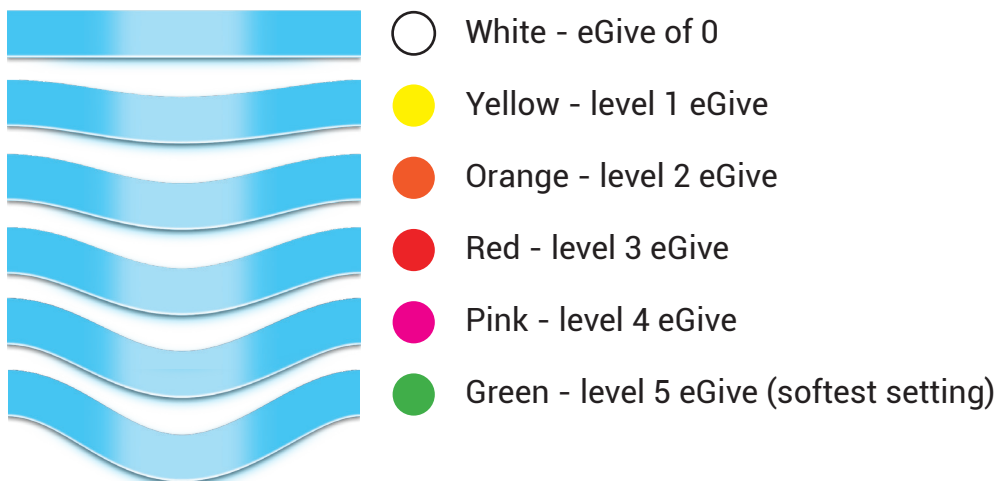 White - eGive of 0
Yellow - level 1 eGive
Orange - level 2 eGive
Red - level 3 eGive
Pink - level 4 eGive
Green - level 5 eGive (softest setting)